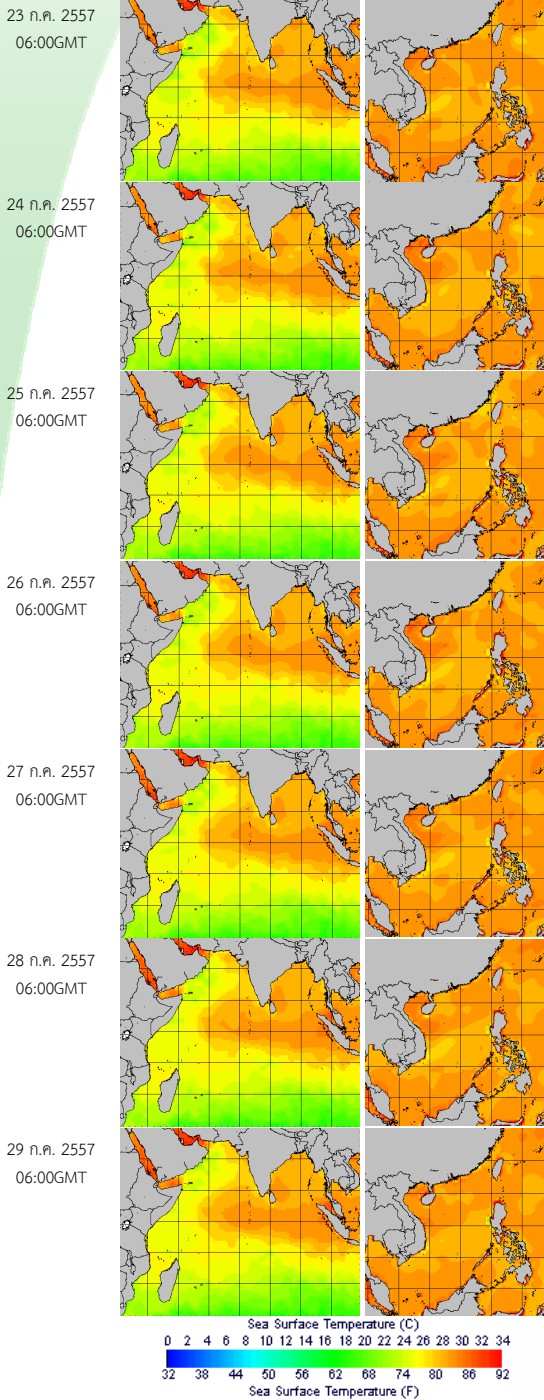 23 ก.ค. 2557
06:00GMT
24 ก.ค. 2557
06:00GMT
25 ก.ค. 2557
06:00GMT
26 ก.ค. 2557
06:00GMT
27 ก.ค. 2557
06:00GMT
28 ก.ค. 2557
06:00GMT
29 ก.ค. 2557
06:00GMT
Sea Surface Temperature (C)
0 2 4 6 8 10 12 14 16 18 20 22 24 26 28 30 32 34
32 38 44 50 56 62 68 74 80 86 92
Sea Surface Temperature (F)